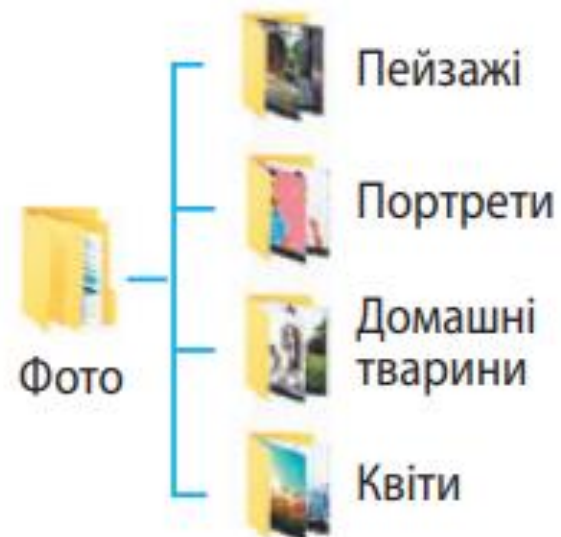 Пейзажі
Портрети
Фото
Домашні
тварини
Квіти